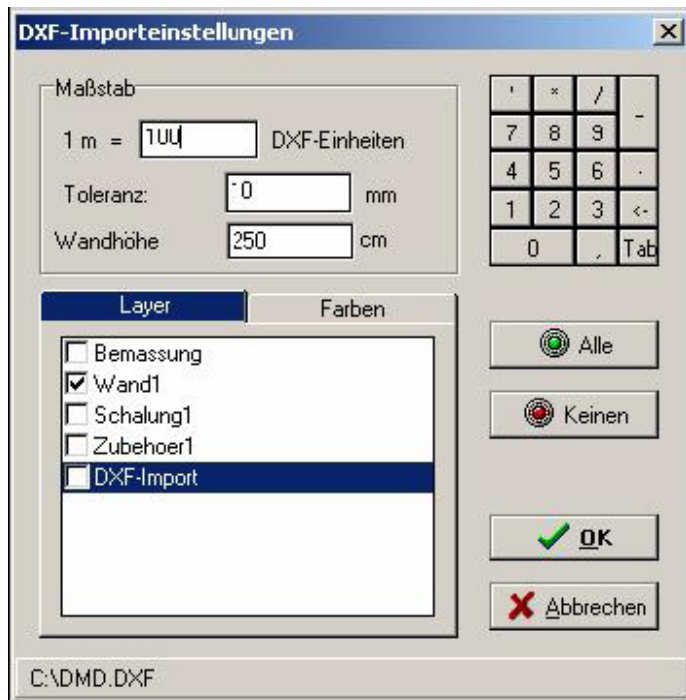 DXF-Importeinstellungen
Maßstab
1 m = 100 DXF-Einheiten
Toleranz: 10 mm
Wandhöhe 250 cm
' * / -
7 8 9
4 5 6 .
1 2 3 <-
0 , Tab
Layer Farben
Bemassung
Wand1
Schalung1
Zubehoer1
DXF-Import
Alle
Keinen
OK
Abbrechen
C:\DMD.DXF